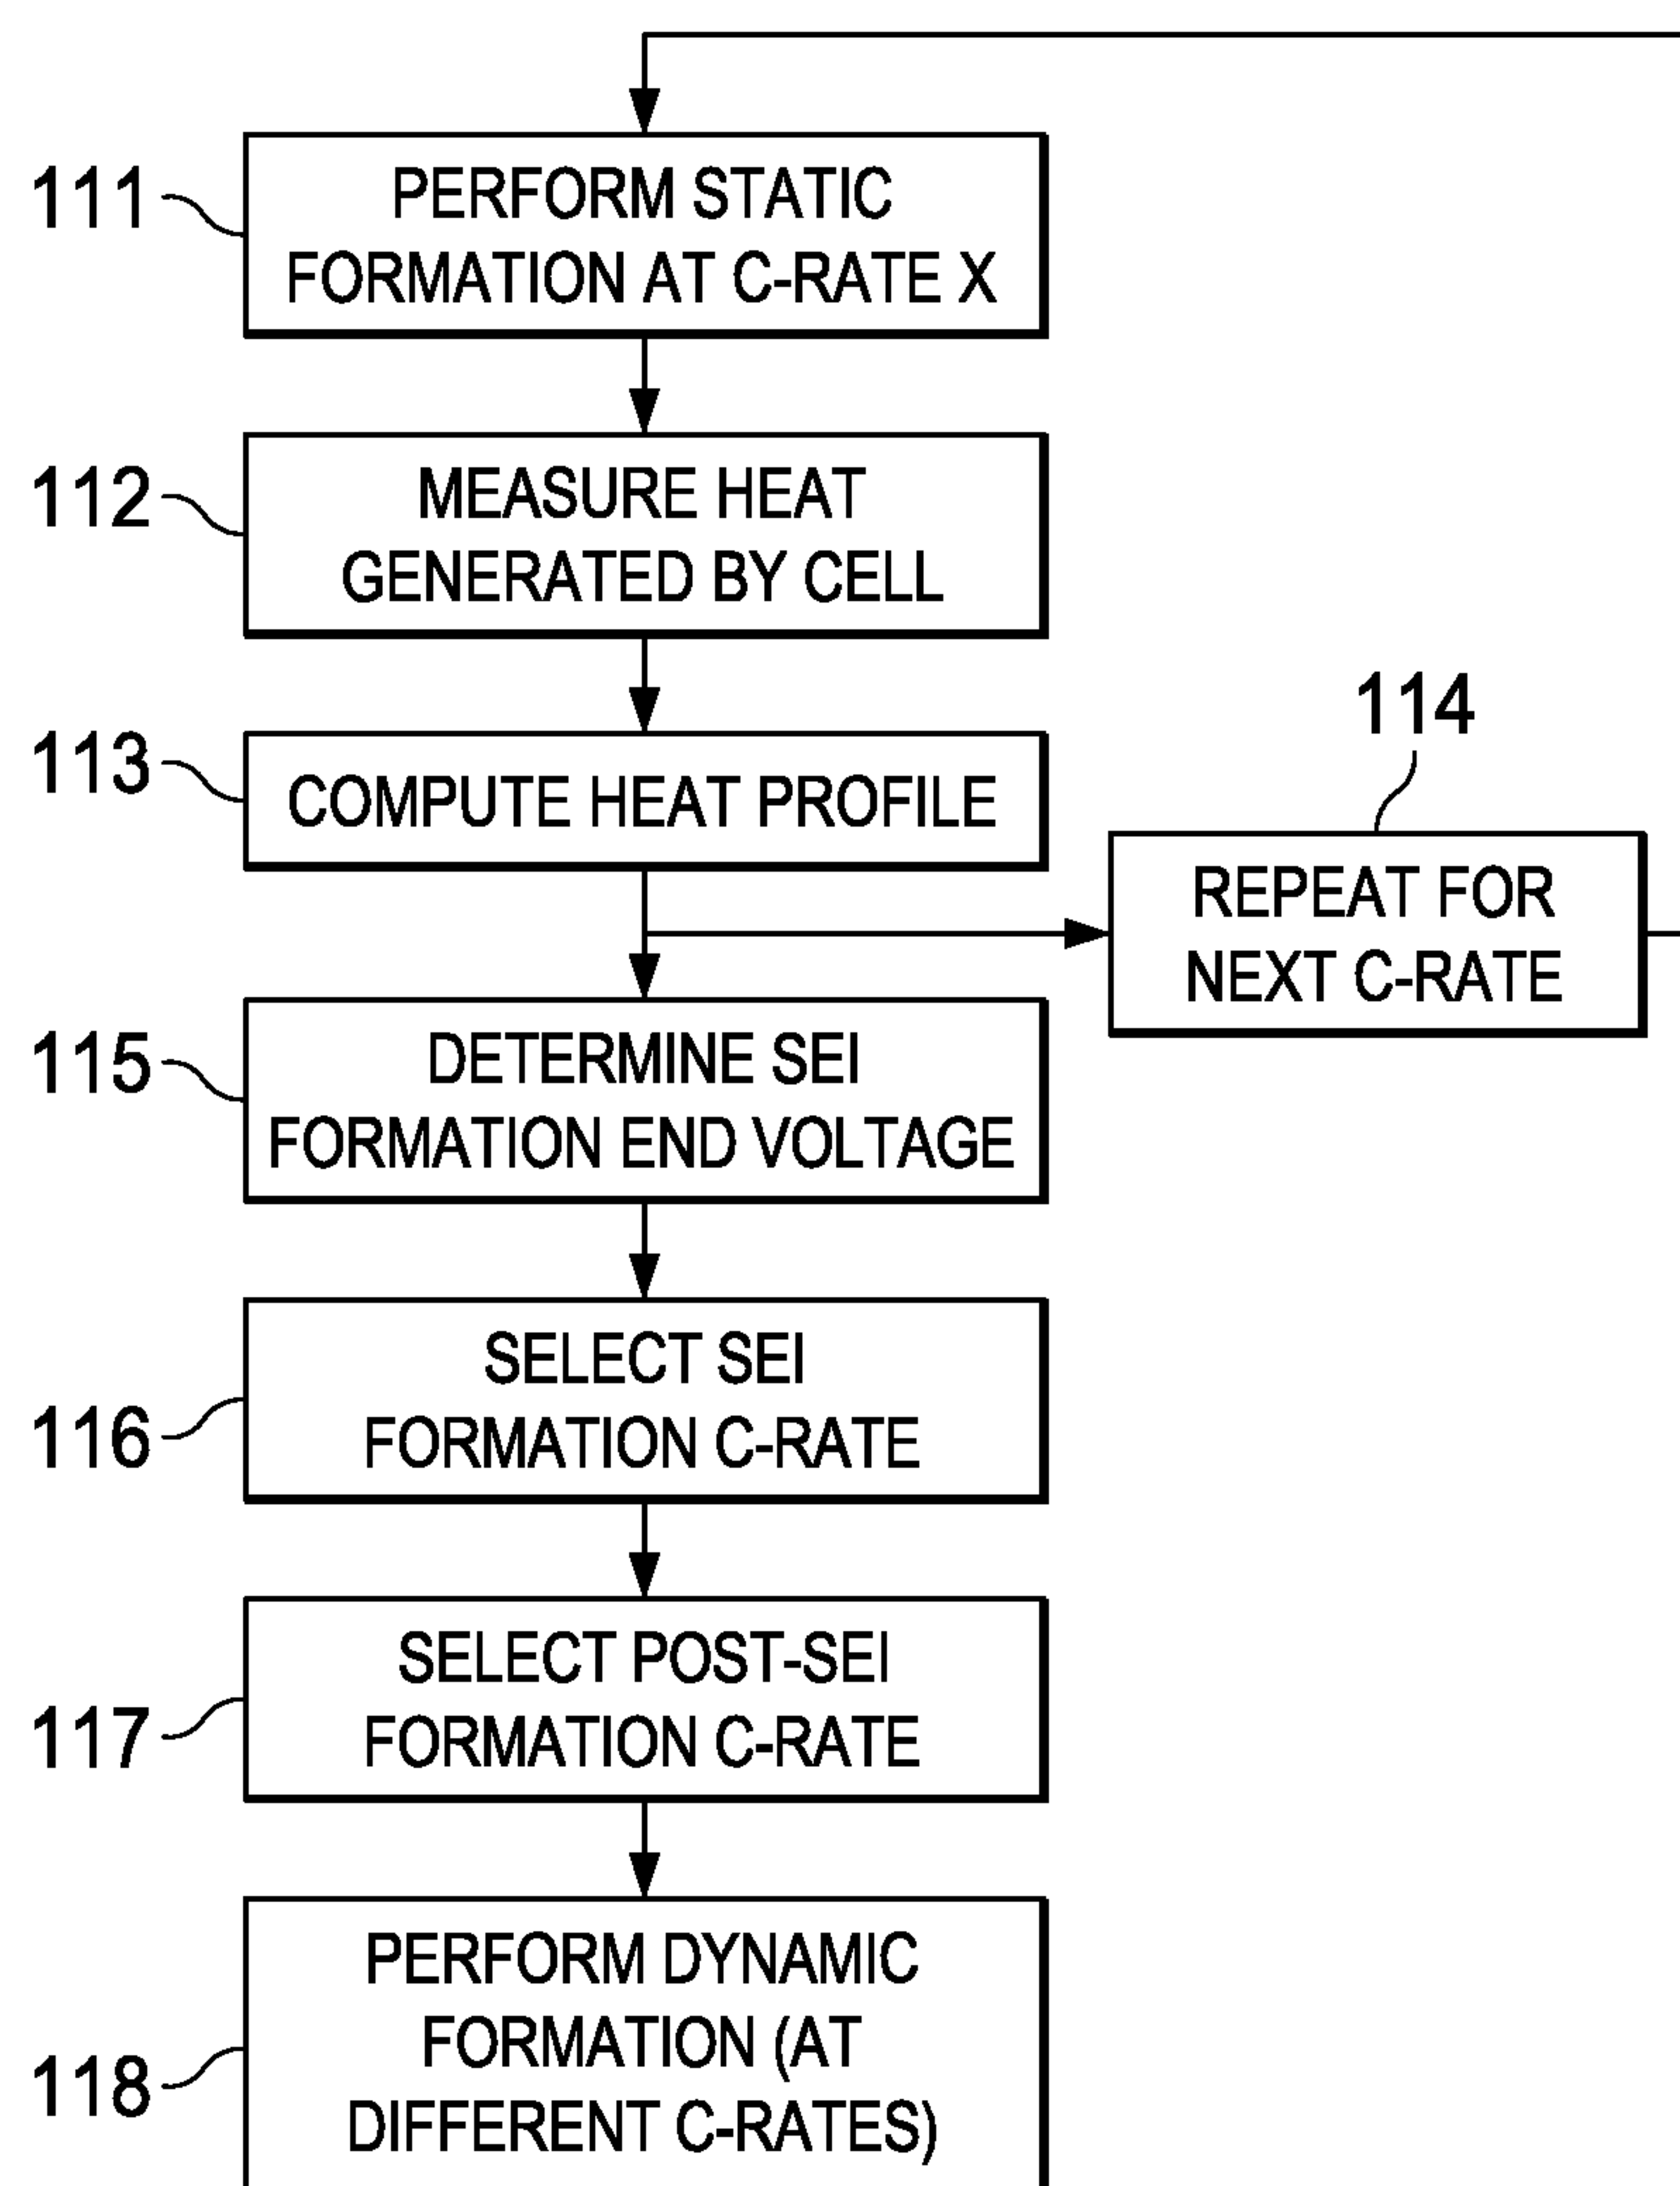 111
PERFORM STATIC
FORMATION AT C-RATE X
112
MEASURE HEAT
GENERATED BY CELL
113
COMPUTE HEAT PROFILE
114
REPEAT FOR
NEXT C-RATE
115
DETERMINE SEI
FORMATION END VOLTAGE
116
SELECT SEI
FORMATION C-RATE
117
SELECT POST-SEI
FORMATION C-RATE
118
PERFORM DYNAMIC
FORMATION (AT
DIFFERENT C-RATES)